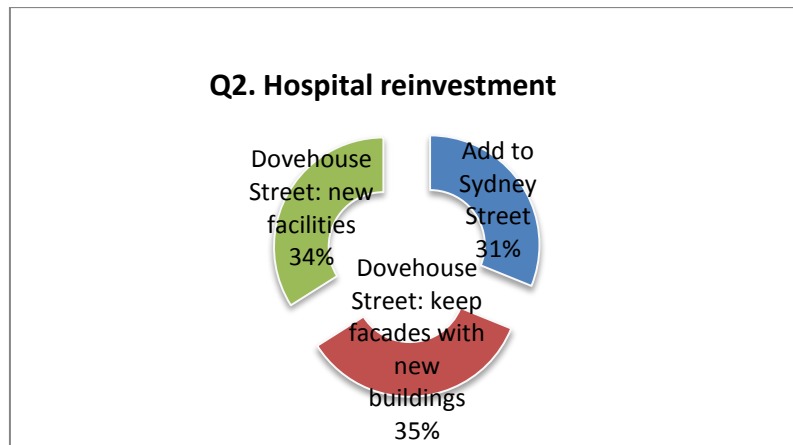 Q2. Hospital reinvestment
Dovehouse
Street: new
facilities
34%
Add to
Sydney
Street
31%
Dovehouse
Street: keep
facades with
new
buildings
35%